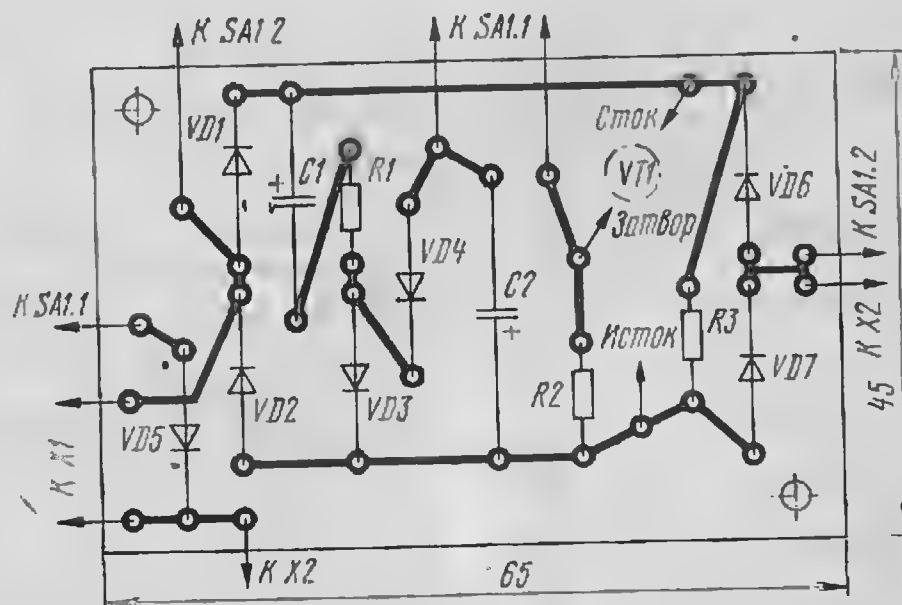 К SA1.2
К SA1.1
VD1
C1
+
R1
Сток
VT1
VD6
К SA1.2
Затвор
VD4
C2
+
К SA1.1
R3
К X2
Исток
VD7
VD2
VD3
R2
VD5
45
К X1
К X2
65